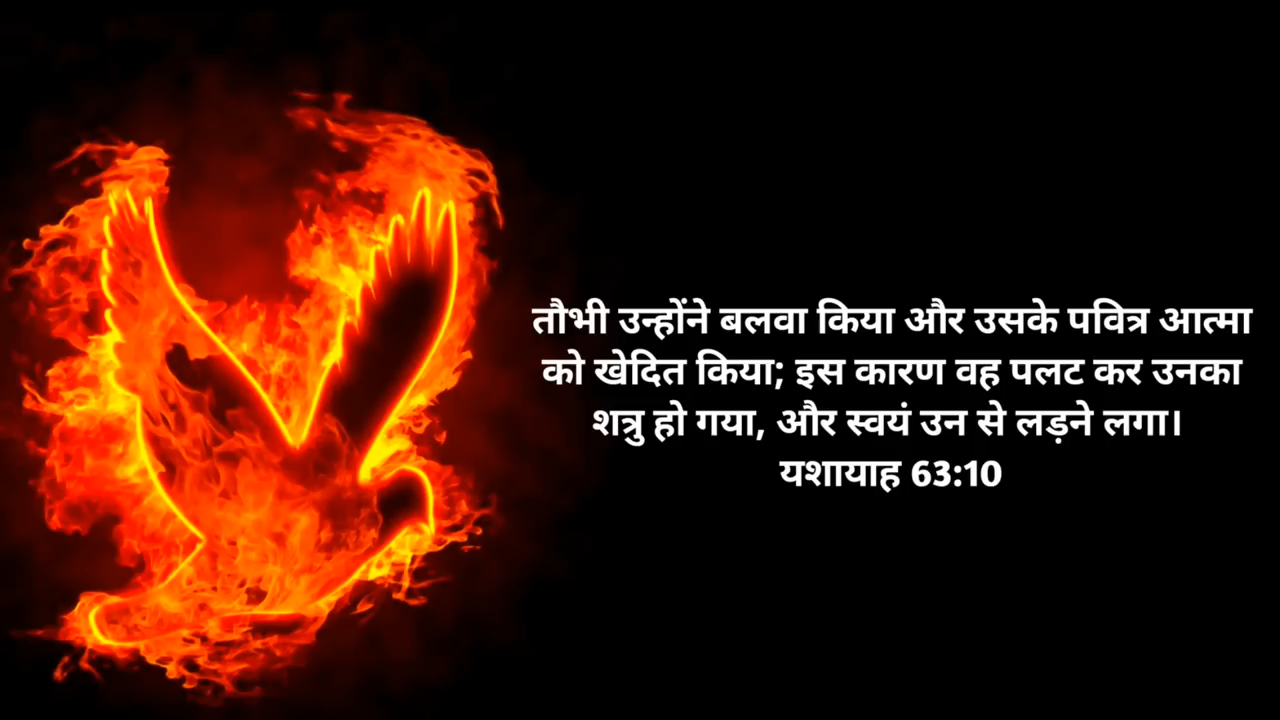 तौभी उन्होंने बलवा किया और उसके पवित्र आत्मा
को खेदित किया; इस कारण वह पलट कर उनका
शत्रु हो गया, और स्वयं उन से लड़ने लगा।
यशायाह 63:10